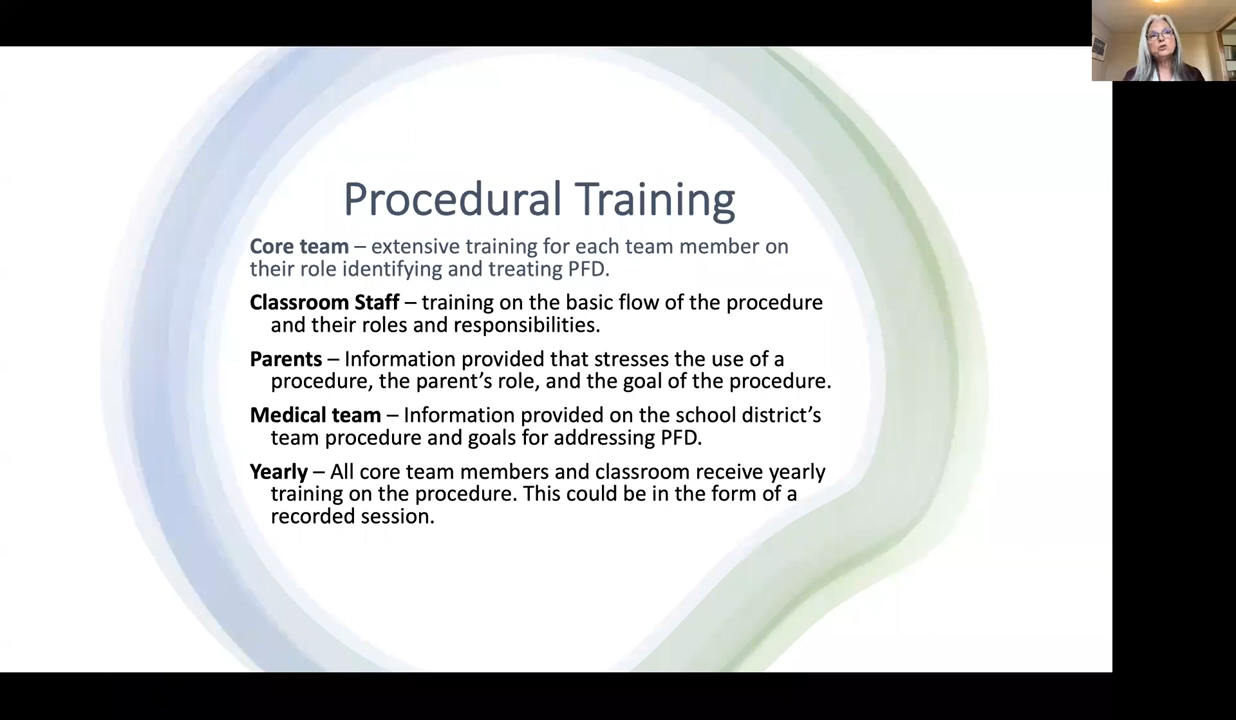 Procedural Training
Core team – extensive training for each team member on
their role identifying and treating PFD.
Classroom Staff – training on the basic flow of the procedure
and their roles and responsibilities.
Parents – Information provided that stresses the use of a
procedure, the parent’s role, and the goal of the procedure.
Medical team – Information provided on the school district’s
team procedure and goals for addressing PFD.
Yearly – All core team members and classroom receive yearly
training on the procedure. This could be in the form of a
recorded session.